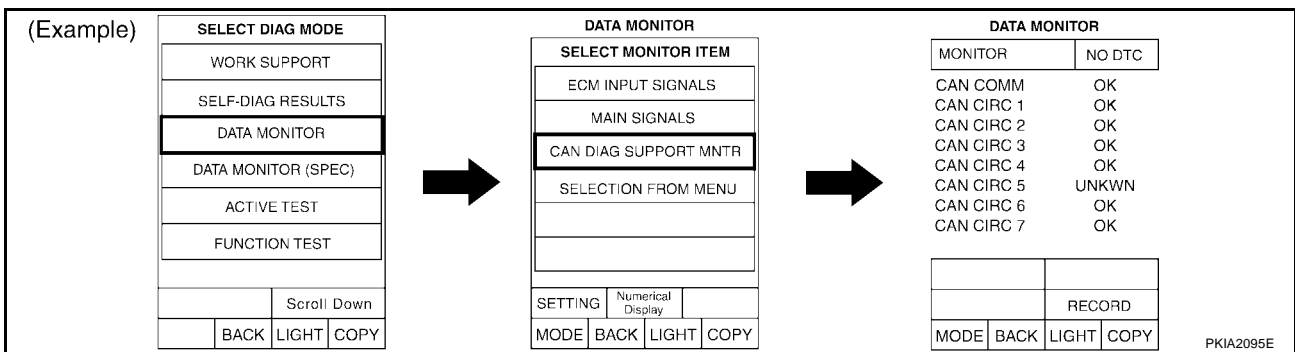 (Example)
SELECT DIAG MODE
WORK SUPPORT
SELF-DIAG RESULTS
DATA MONITOR
DATA MONITOR (SPEC)
ACTIVE TEST
FUNCTION TEST
Scroll Down
BACK LIGHT COPY
DATA MONITOR
SELECT MONITOR ITEM
ECM INPUT SIGNALS
MAIN SIGNALS
CAN DIAG SUPPORT MNTR
SELECTION FROM MENU
SETTING Numerical
Display
MODE BACK LIGHT COPY
DATA MONITOR
MONITOR NO DTC
CAN COMM OK
CAN CIRC 1 OK
CAN CIRC 2 OK
CAN CIRC 3 OK
CAN CIRC 4 OK
CAN CIRC 5 UNKWN
CAN CIRC 6 OK
CAN CIRC 7 OK
RECORD
MODE BACK LIGHT COPY
PKIA2095E